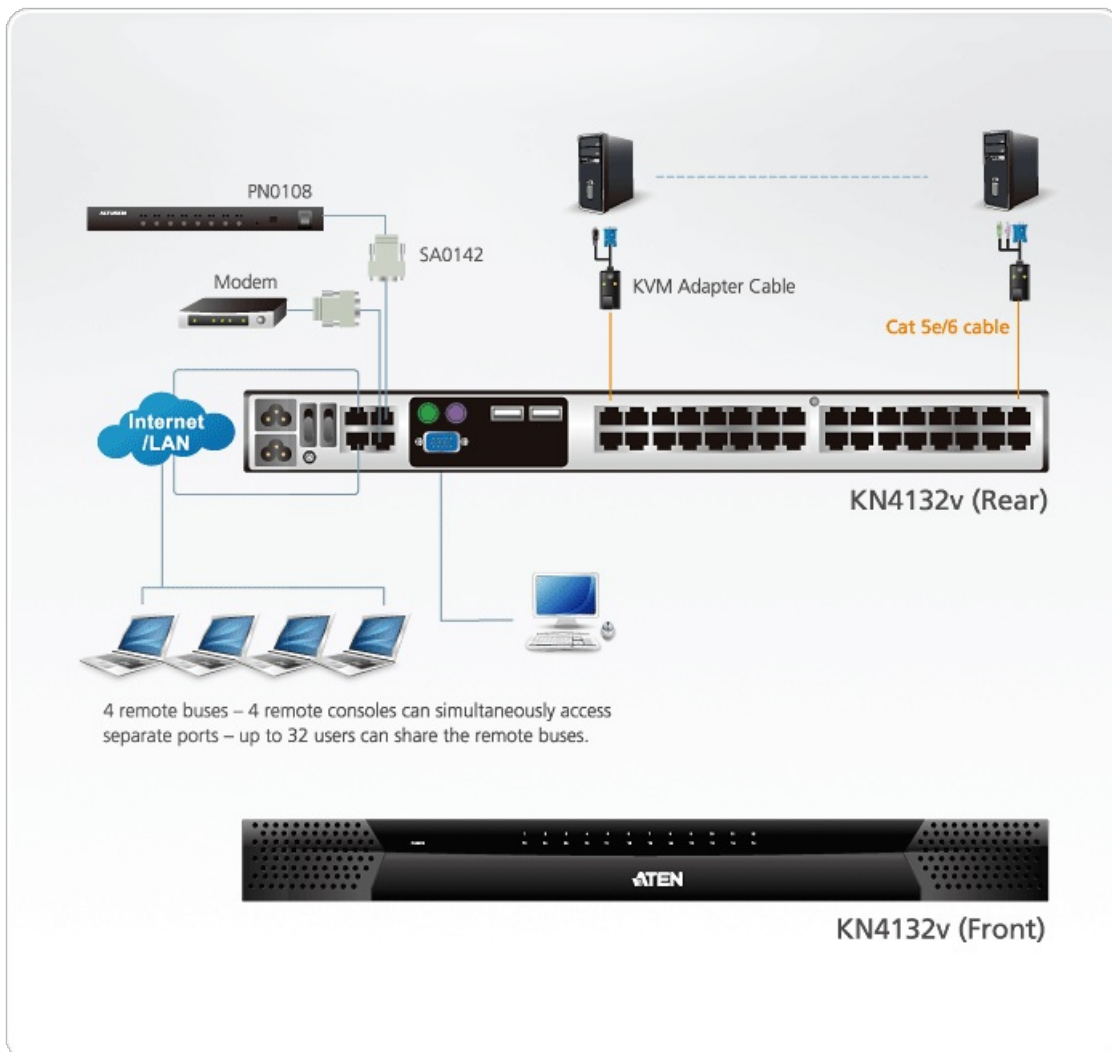 PN0108
ALTUSEN
SA0142
Modem
KVM Adapter Cable
Cat 5e/6 cable
Internet
/LAN
KN4132v (Rear)
4 remote buses – 4 remote consoles can simultaneously access
separate ports – up to 32 users can share the remote buses.
ATEN
KN4132v (Front)